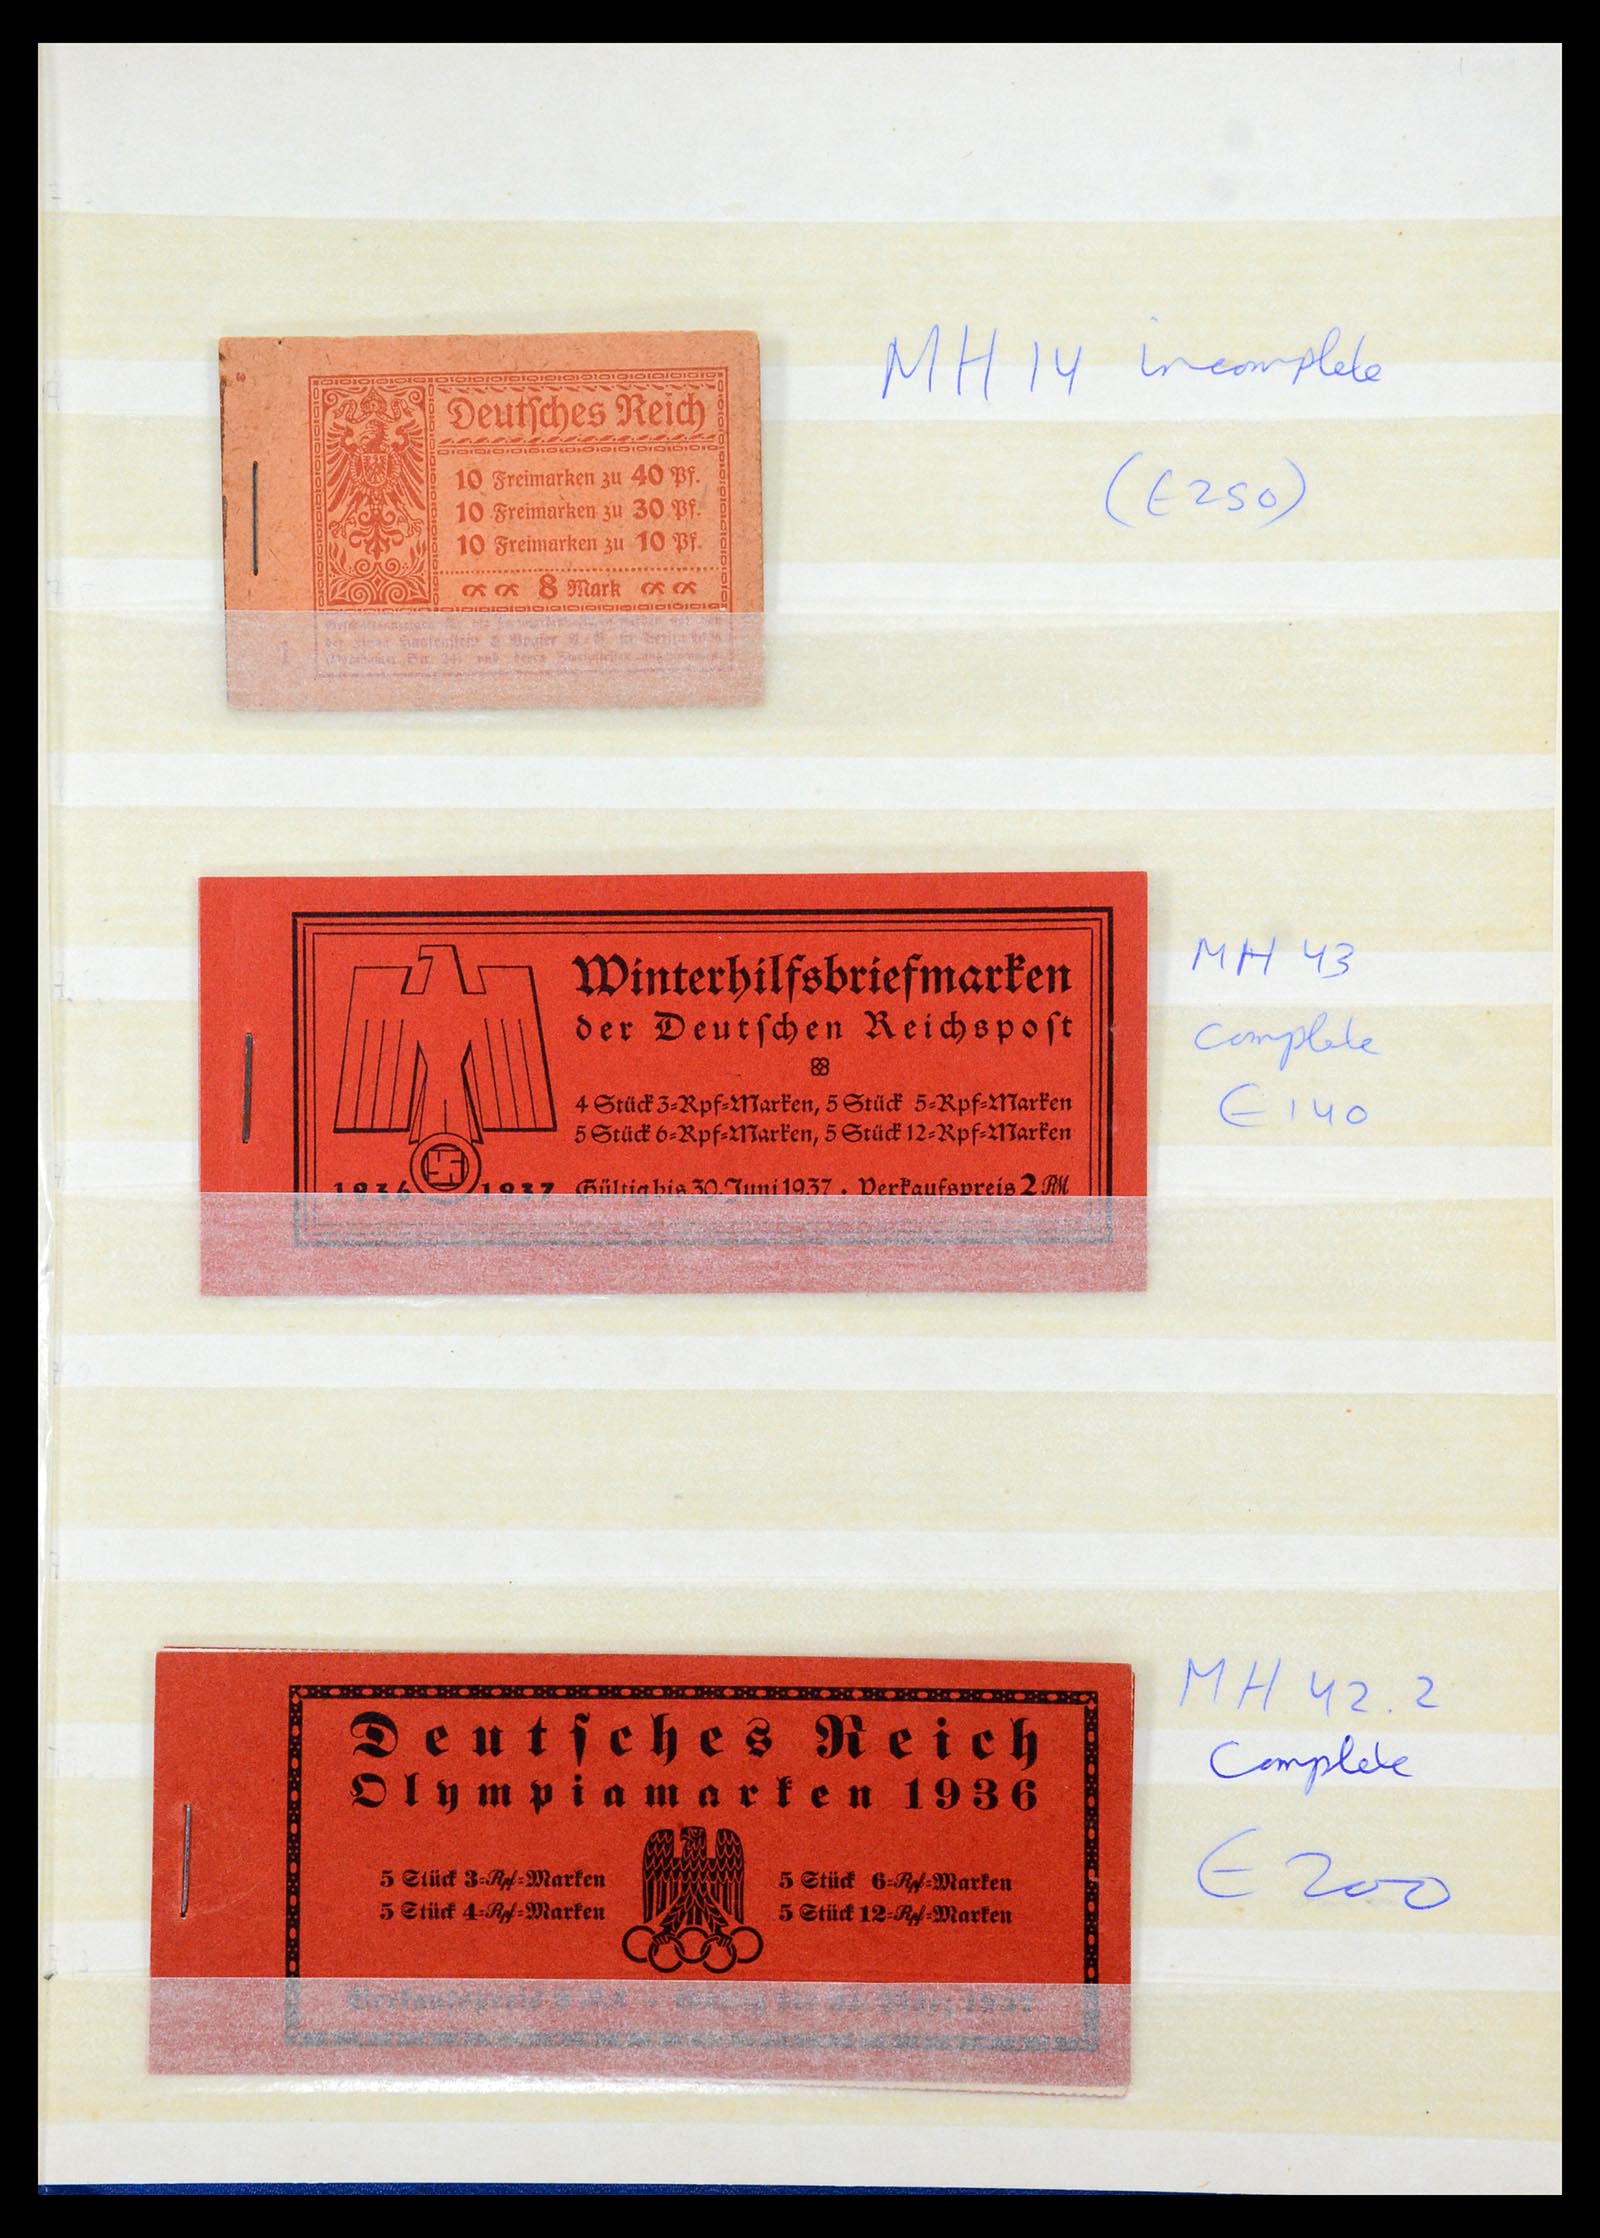 Deutsches Reich
10 Freimarken zu 40 Pf.
10 Freimarken zu 30 Pf.
10 Freimarken zu 10 Pf.
8 Mark
MH 14 incomplete
(€ 250)
Winterhilfsbriefmarken
der Deutschen Reichspost
4 Stück 3=Rpf=Marken, 5 Stück 5=Rpf=Marken
5 Stück 6=Rpf=Marken, 5 Stück 12=Rpf=Marken
1936 1937 Gültig bis 30. Juni 1937 . Verkaufspreis 2 RM
MH 43
complete
€ 140
Deutsches Reich
Olympiamarken 1936
5 Stück 3=Rpf=Marken
5 Stück 4=Rpf=Marken
5 Stück 6=Rpf=Marken
5 Stück 12=Rpf=Marken
MH 42.2
Complete
€ 200